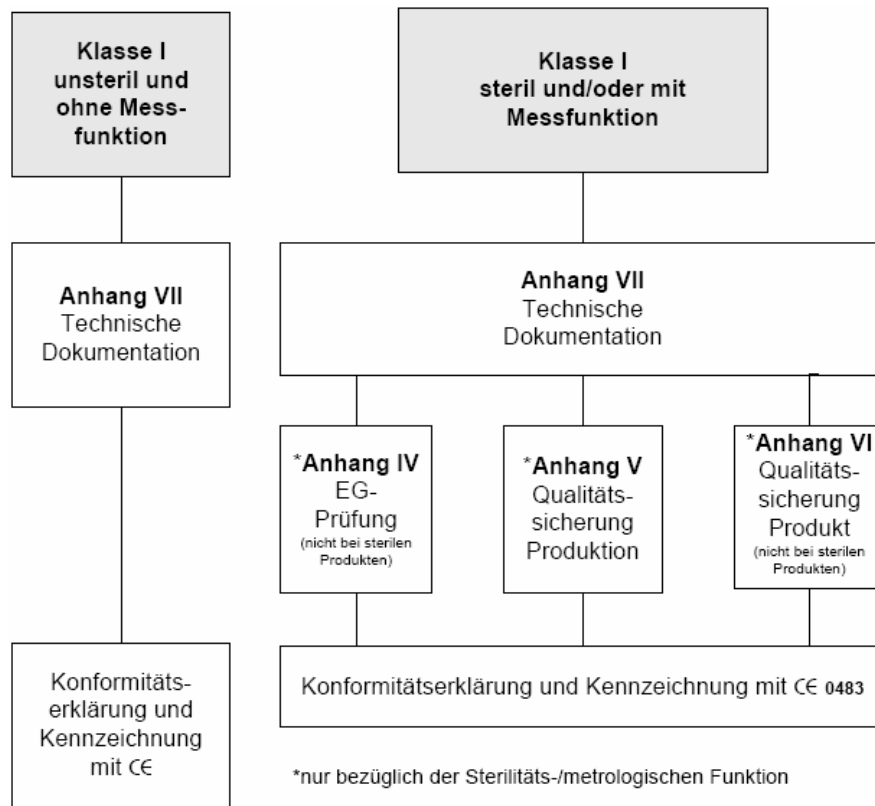 Klasse I
unsteril und
ohne Mess-
funktion
Klasse I
steril und/oder mit
Messfunktion
Anhang VII
Technische
Dokumentation
Anhang VII
Technische
Dokumentation
*Anhang IV
EG-
Prüfung
(nicht bei sterilen
Produkten)
*Anhang V
Qualitäts-
sicherung
Produktion
*Anhang VI
Qualitäts-
sicherung
Produkt
(nicht bei sterilen
Produkten)
Konformitäts-
erklärung und
Kennzeichnung
mit CE
Konformitätserklärung und Kennzeichnung mit CE 0483
*nur bezüglich der Sterilitäts-/metrologischen Funktion